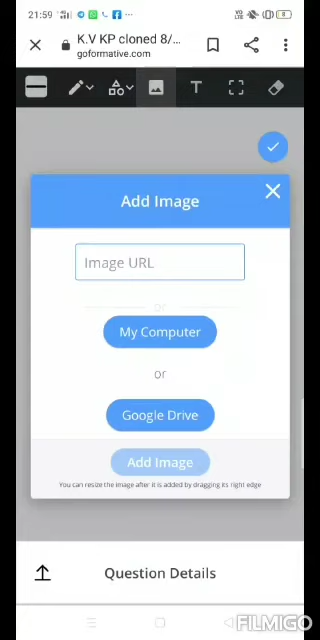 21:59
K.V KP cloned 8/...
goformative.com
T
Add Image
Image URL
or
My Computer
or
Google Drive
Add Image
You can resize the image after it is added by dragging its right edge
Question Details
FILMIGO